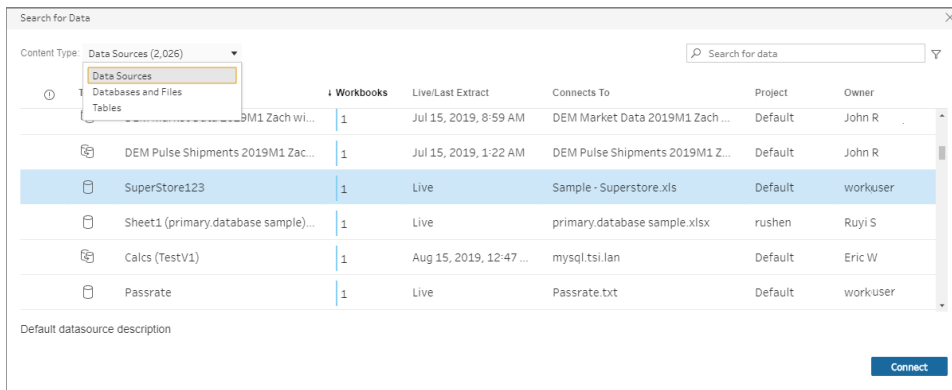 Search for Data
Content Type: Data Sources (2,026)
Search for data
Data Sources
Databases and Files
Tables
↓ Workbooks Live/Last Extract Connects To Project Owner
1 Jul 15, 2019, 8:59 AM DEM Market Data 2019M1 Zach ... Default John R
DEM Pulse Shipments 2019M1 Zac... 1 Jul 15, 2019, 1:22 AM DEM Pulse Shipments 2019M1 Z... Default John R
SuperStore123 1 Live Sample - Superstore.xls Default workuser
Sheet1 (primary.database sample)... 1 Live primary.database sample.xlsx rushen Ruyi S
Calcs (TestV1) 1 Aug 15, 2019, 12:47 ... mysql.tsi.lan Default Eric W
Passrate 1 Live Passrate.txt Default workuser
Default datasource description
Connect